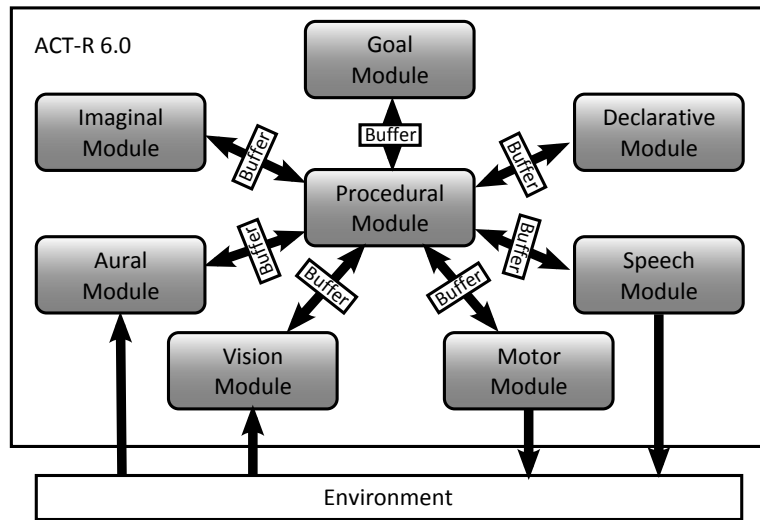 ACT-R 6.0
Goal
Module
Imaginal
Module
Buffer
Buffer
Buffer
Declarative
Module
Procedural
Module
Aural
Module
Buffer
Buffer
Buffer
Buffer
Speech
Module
Vision
Module
Motor
Module
Environment